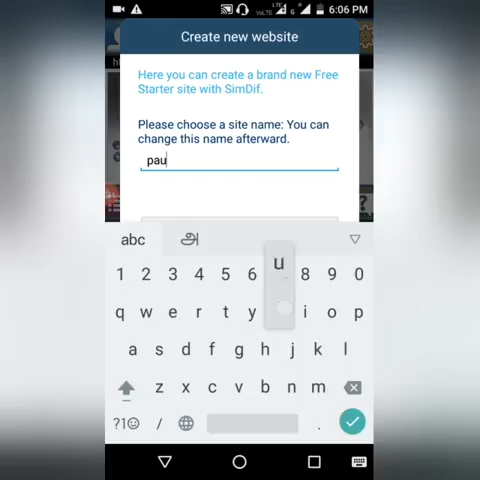 LTE
VoLTE
G
R
6:06 PM
Create new website
Here you can create a brand new Free
Starter site with SimDif.
Please choose a site name: You can
change this name afterward.
pau
abc அ
u
1 2 3 4 5 6 8 9 0
q w e r t y i o p
a s d f g h j k l
z x c v b n m
?1☺ / .